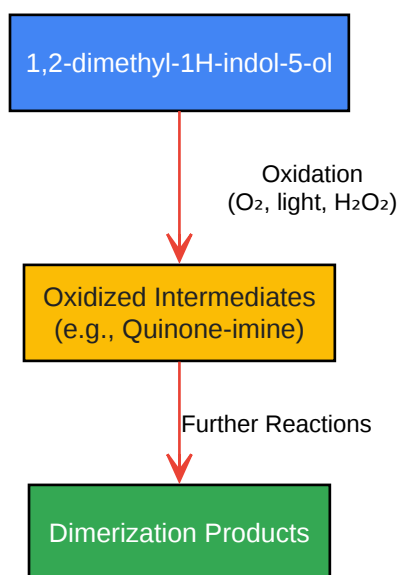 1,2-dimethyl-1H-indol-5-ol
Oxidation
(O₂, light, H₂O₂)
Oxidized Intermediates
(e.g., Quinone-imine)
Further Reactions
Dimerization Products